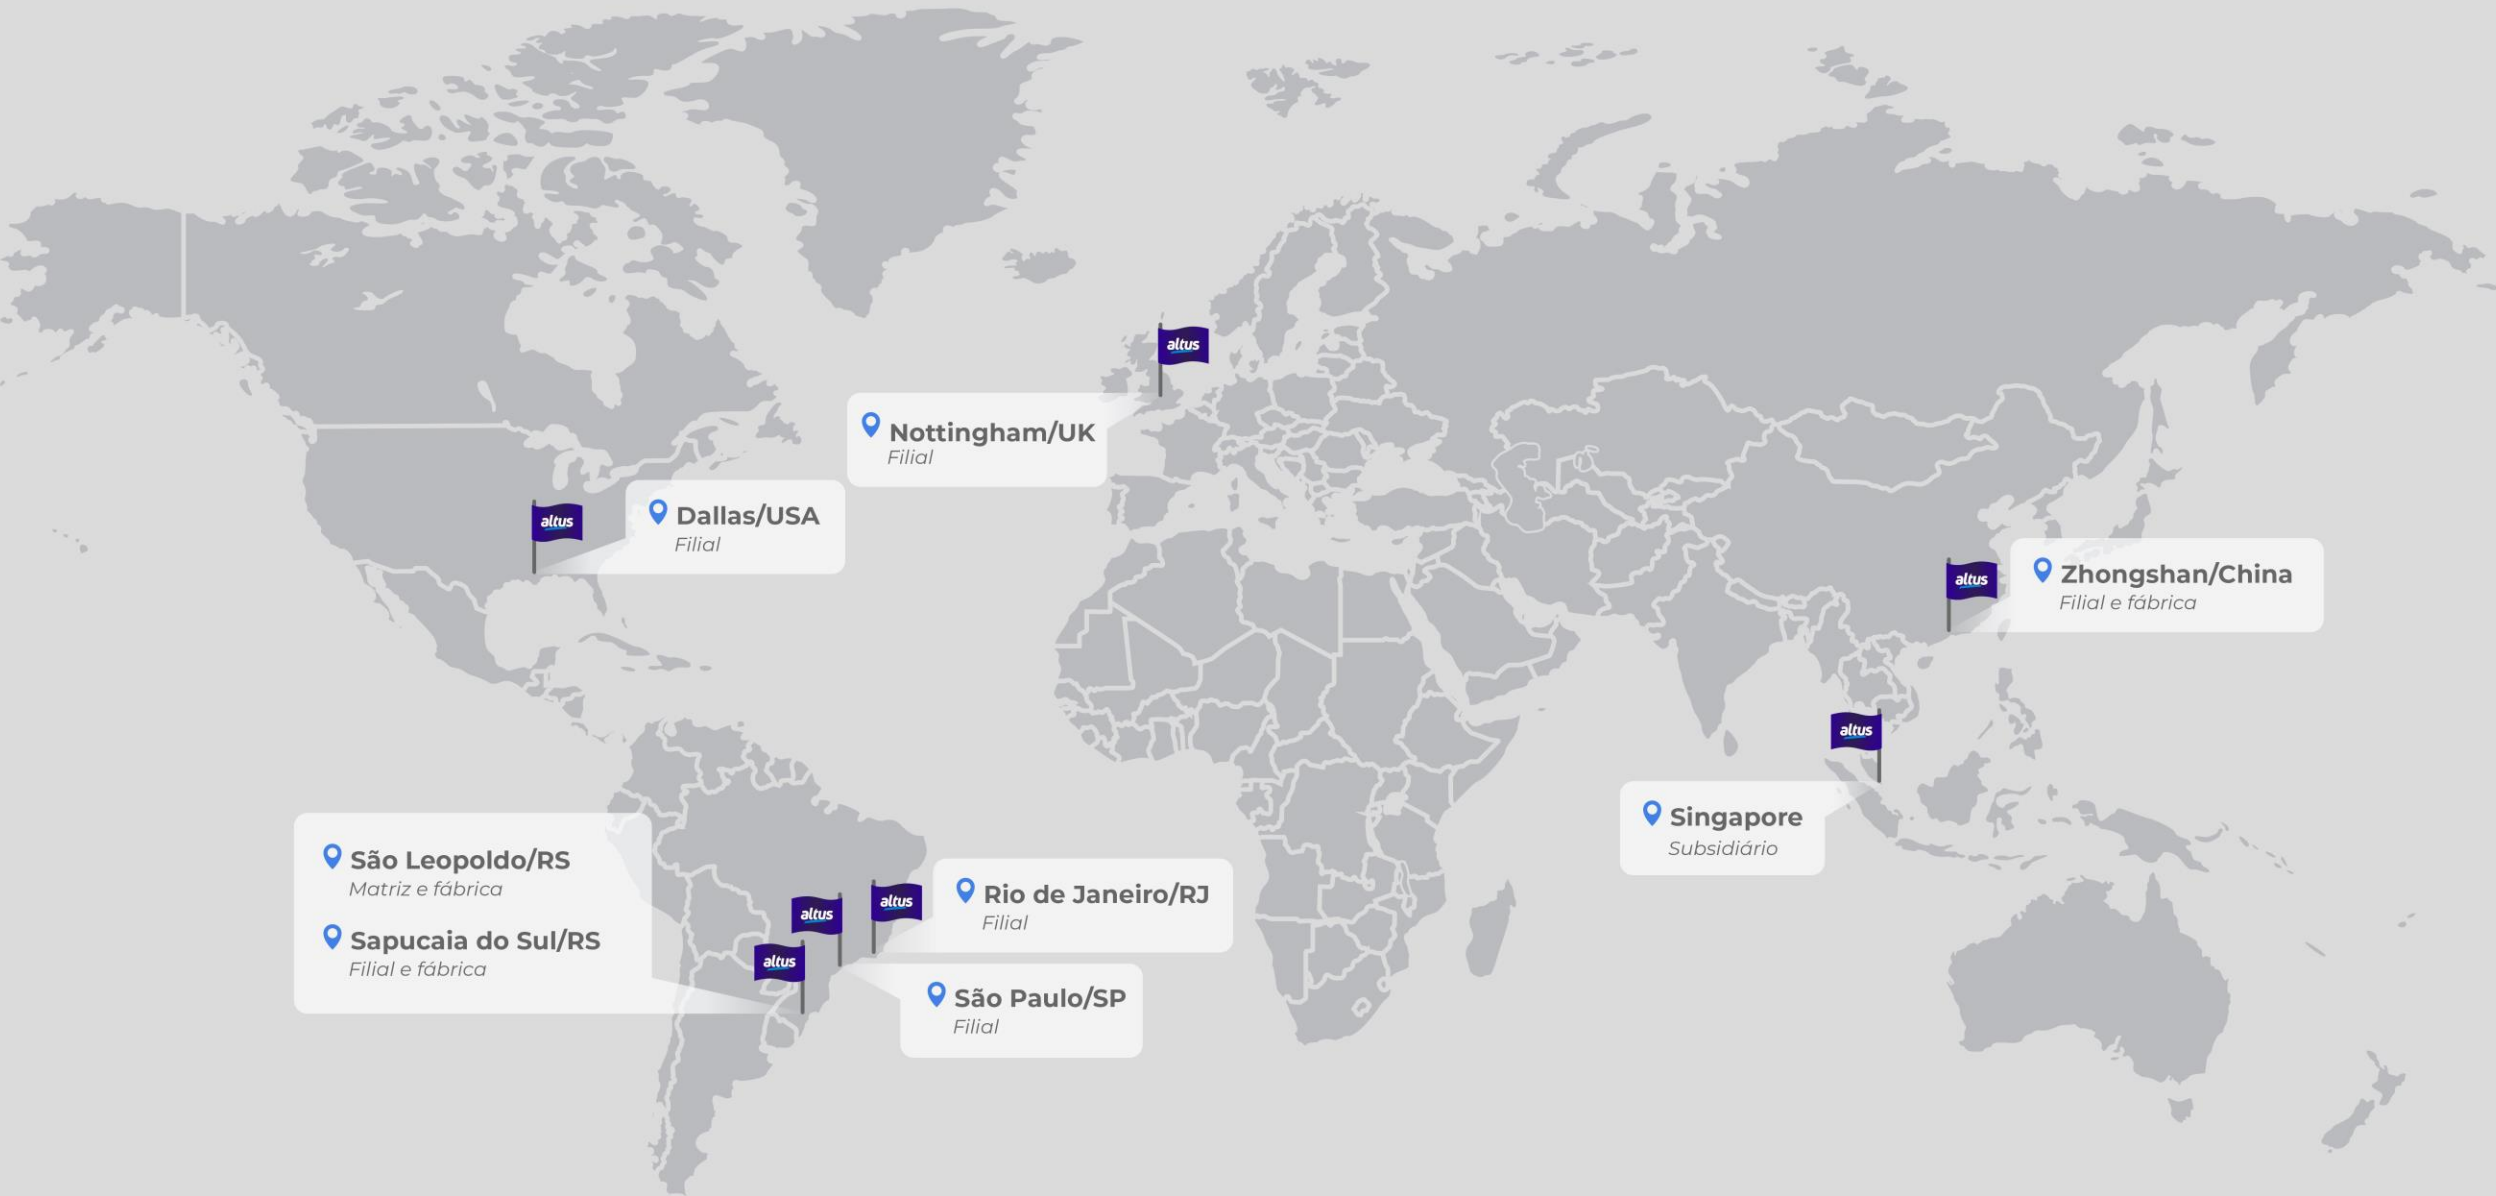 altus
Nottingham/UK
Filial
altus
Dallas/USA
Filial
altus
Zhongshan/China
Filial e fábrica
altus
Singapore
Subsidiário
São Leopoldo/RS
Matriz e fábrica
Sapucaia do Sul/RS
Filial e fábrica
altus
altus
altus
Rio de Janeiro/RJ
Filial
São Paulo/SP
Filial